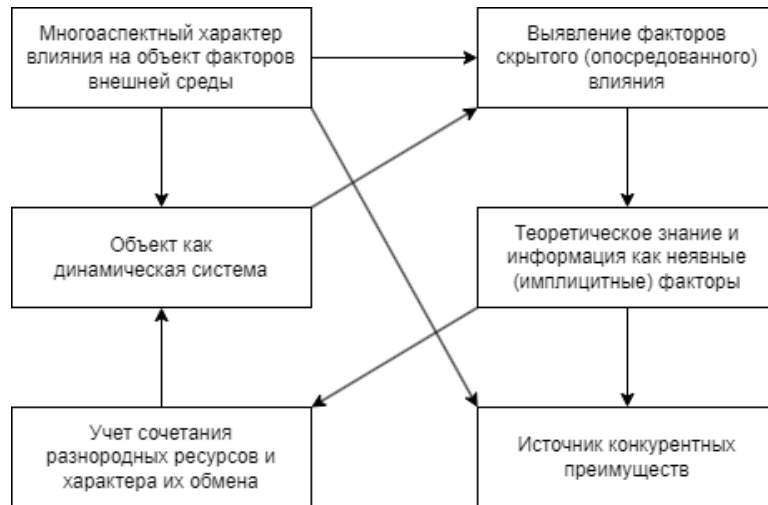 Многоаспектный характер
влияния на объект факторов
внешней среды
Выявление факторов
скрытого (опосредованного)
влияния
Объект как
динамическая система
Теоретическое знание и
информация как неявные
(имплицитные) факторы
Учет сочетания
разнородных ресурсов и
характера их обмена
Источник конкурентных
преимуществ